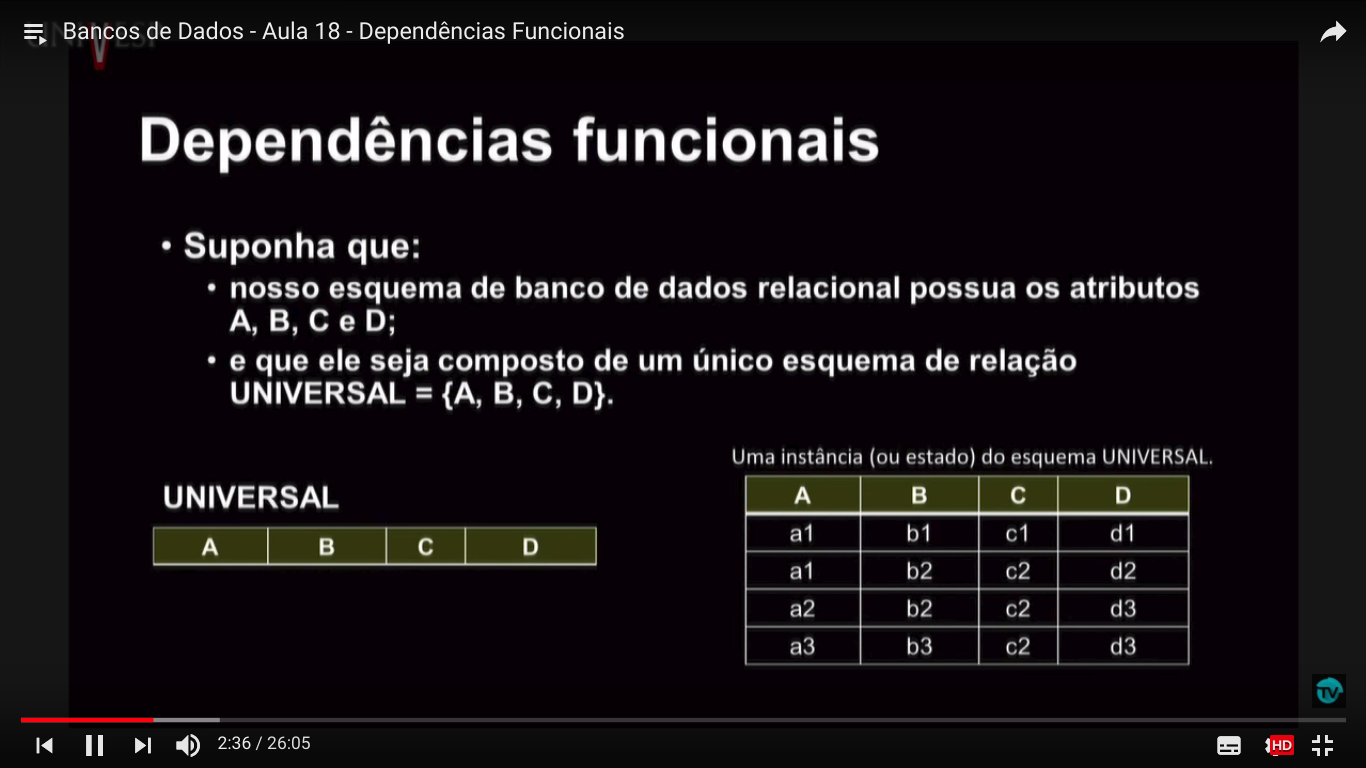 Bancos de Dados - Aula 18 - Dependências Funcionais
Dependências funcionais
• Suponha que:
• nosso esquema de banco de dados relacional possua os atributos
A, B, C e D;
• e que ele seja composto de um único esquema de relação
UNIVERSAL = {A, B, C, D}.
UNIVERSAL
A B C D
Uma instância (ou estado) do esquema UNIVERSAL.
A B C D
a1 b1 c1 d1
a1 b2 c2 d2
a2 b2 c2 d3
a3 b3 c2 d3
TV
2:36 / 26:05
HD